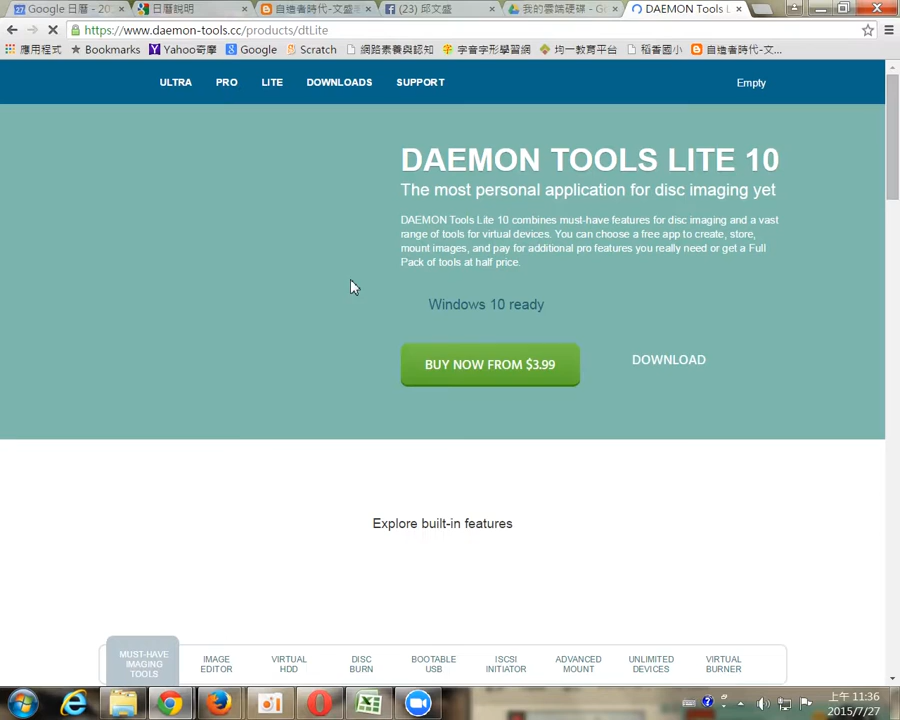 Google 日曆 - 20
日曆說明
自造者時代-文盛老
(23) 邱文盛
我的雲端硬碟 - Go
DAEMON Tools L
https://www.daemon-tools.cc/products/dtLite
應用程式
Bookmarks
Yahoo奇摩
Google
Scratch
網路素養與認知
字音字形學習網
均一教育平台
稻香國小
自造者時代-文...
ULTRA
PRO
LITE
DOWNLOADS
SUPPORT
Empty
DAEMON TOOLS LITE 10
The most personal application for disc imaging yet
DAEMON Tools Lite 10 combines must-have features for disc imaging and a vast
range of tools for virtual devices. You can choose a free app to create, store,
mount images, and pay for additional pro features you really need or get a Full
Pack of tools at half price.
Windows 10 ready
BUY NOW FROM $3.99
DOWNLOAD
Explore built-in features
MUST-HAVE
IMAGING
TOOLS
IMAGE
EDITOR
VIRTUAL
HDD
DISC
BURN
BOOTABLE
USB
ISCSI
INITIATOR
ADVANCED
MOUNT
UNLIMITED
DEVICES
VIRTUAL
BURNER
上午 11:36
2015/7/27